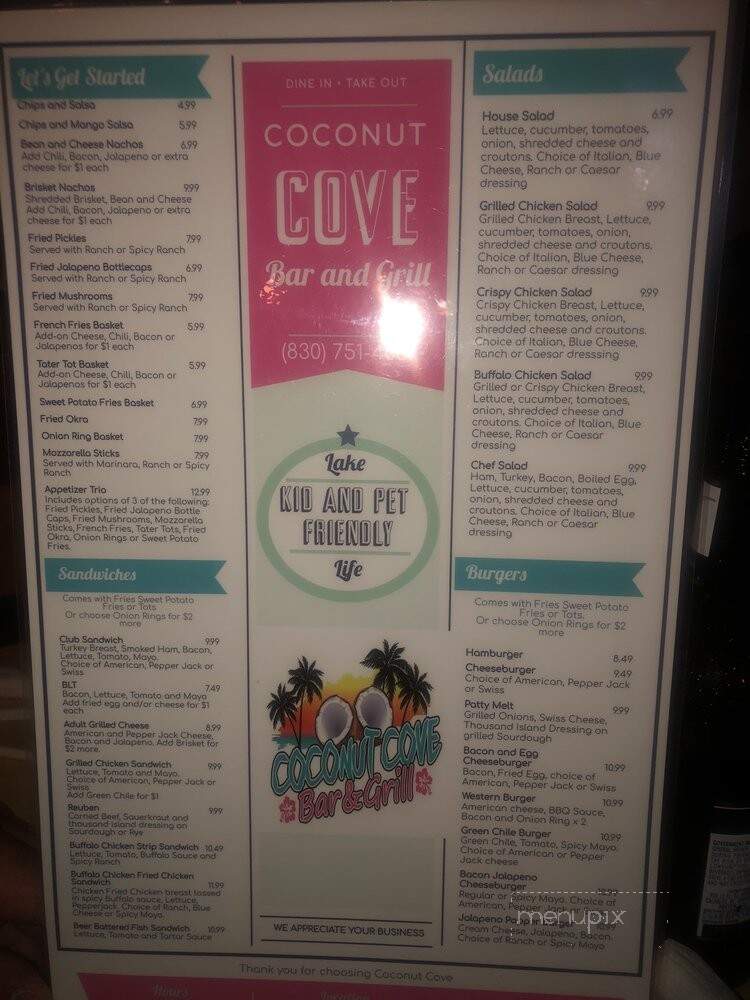 Let's Get Started
Chips and Salsa 4.99
Chips and Mango Salsa 5.99
Bean and Cheese Nachos 6.99
Add Chili, Bacon, Jalapeno or extra
cheese for $1 each
Brisket Nachos 9.99
Shredded Brisket, Bean and Cheese
Add Chili, Bacon, Jalapeno or extra
cheese for $1 each
Fried Pickles 7.99
Served with Ranch or Spicy Ranch
Fried Jalapeno Bottlecaps 6.99
Served with Ranch or Spicy Ranch
Fried Mushrooms 7.99
Served with Ranch or Spicy Ranch
French Fries Basket 5.99
Add-on Cheese, Chili, Bacon or
Jalapenos for $1 each
Tater Tot Basket 5.99
Add-on Cheese, Chili, Bacon or
Jalapenos for $1 each
Sweet Potato Fries Basket 6.99
Fried Okra 7.99
Onion Ring Basket 7.99
Mozzarella Sticks 7.99
Served with Marinara, Ranch or Spicy
Ranch
Appetizer Trio 12.99
Includes options of 3 of the following:
Fried Pickles, Fried Jalapeno Bottle
Caps, Fried Mushrooms, Mozzarella
Sticks, French Fries, Tater Tots, Fried
Okra, Onion Rings or Sweet Potato
Fries.
Sandwiches
Comes with Fries Sweet Potato
Fries or Tots
Or choose Onion Rings for $2
more
Club Sandwich 9.99
Turkey Breast, Smoked Ham, Bacon,
Lettuce, Tomato, Mayo.
Choice of American, Pepper Jack or
Swiss
BLT 7.49
Bacon, Lettuce, Tomato and Mayo
Add fried egg and/or cheese for $1
each
Adult Grilled Cheese 8.99
American and Pepper Jack Cheese,
Bacon and Jalapeno. Add Brisket for
$2 more.
Grilled Chicken Sandwich 9.99
Lettuce, Tomato and Mayo.
Choice of American, Pepper Jack or
Swiss
Add Green Chile for $1
Reuben 9.99
Corned Beef, Sauerkraut and
thousand island dressing on
Sourdough or Rye
Buffalo Chicken Strip Sandwich 10.49
Lettuce, Tomato, Buffalo Sauce and
Spicy Ranch
Buffalo Chicken Fried Chicken
Sandwich 11.99
Chicken Fried Chicken breast tossed
in spicy Buffalo sauce, Lettuce,
Pepperjack. Choice of Ranch, Blue
Cheese or Spicy Mayo.
Beer Battered Fish Sandwich 10.99
Lettuce, Tomato and Tartar Sauce
DINE IN • TAKE OUT
COCONUT
COVE
Bar and Grill
(830) 751-
Lake
KID AND PET
FRIENDLY
Life
COCONUT COVE
Bar & Grill
WE APPRECIATE YOUR BUSINESS
Salads
House Salad 6.99
Lettuce, cucumber, tomatoes,
onion, shredded cheese and
croutons. Choice of Italian, Blue
Cheese, Ranch or Caesar
dressing
Grilled Chicken Salad 9.99
Grilled Chicken Breast, Lettuce,
cucumber, tomatoes, onion,
shredded cheese and croutons.
Choice of Italian, Blue Cheese,
Ranch or Caesar dressing
Crispy Chicken Salad 9.99
Crispy Chicken Breast, Lettuce,
cucumber, tomatoes, onion,
shredded cheese and croutons.
Choice of Italian, Blue Cheese,
Ranch or Caesar dresssing
Buffalo Chicken Salad 9.99
Grilled or Crispy Chicken Breast,
Lettuce, cucumber, tomatoes,
onion, shredded cheese and
croutons. Choice of Italian, Blue
Cheese, Ranch or Caesar
dressing
Chef Salad 9.99
Ham, Turkey, Bacon, Boiled Egg,
Lettuce, cucumber, tomatoes,
onion, shredded cheese and
croutons. Choice of Italian, Blue
Cheese, Ranch or Caesar
dressing
Burgers
Comes with Fries Sweet Potato
Fries or Tots.
Or choose Onion Rings for $2
more
Hamburger 8.49
Cheeseburger 9.49
Choice of American, Pepper Jack
or Swiss
Patty Melt 9.99
Grilled Onions, Swiss Cheese,
Thousand Island Dressing on
grilled Sourdough
Bacon and Egg
Cheeseburger 10.99
Bacon, Fried Egg, choice of
American, Pepper Jack or Swiss
Western Burger 10.99
American cheese, BBQ Sauce,
Bacon and Onion Ring x 2
Green Chile Burger 10.99
Green Chile, Tomato, Spicy Mayo.
Choice of American or Pepper
Jack cheese
Bacon Jalapeno
Cheeseburger
Regular or Spicy Mayo. Choice of
American, Pepper Jack or Swiss
Jalapeno Popper Burger
Cream Cheese, Jalapeno, Bacon.
Choice of Ranch or Spicy Mayo
menupix
Thank you for choosing Coconut Cove
Hours